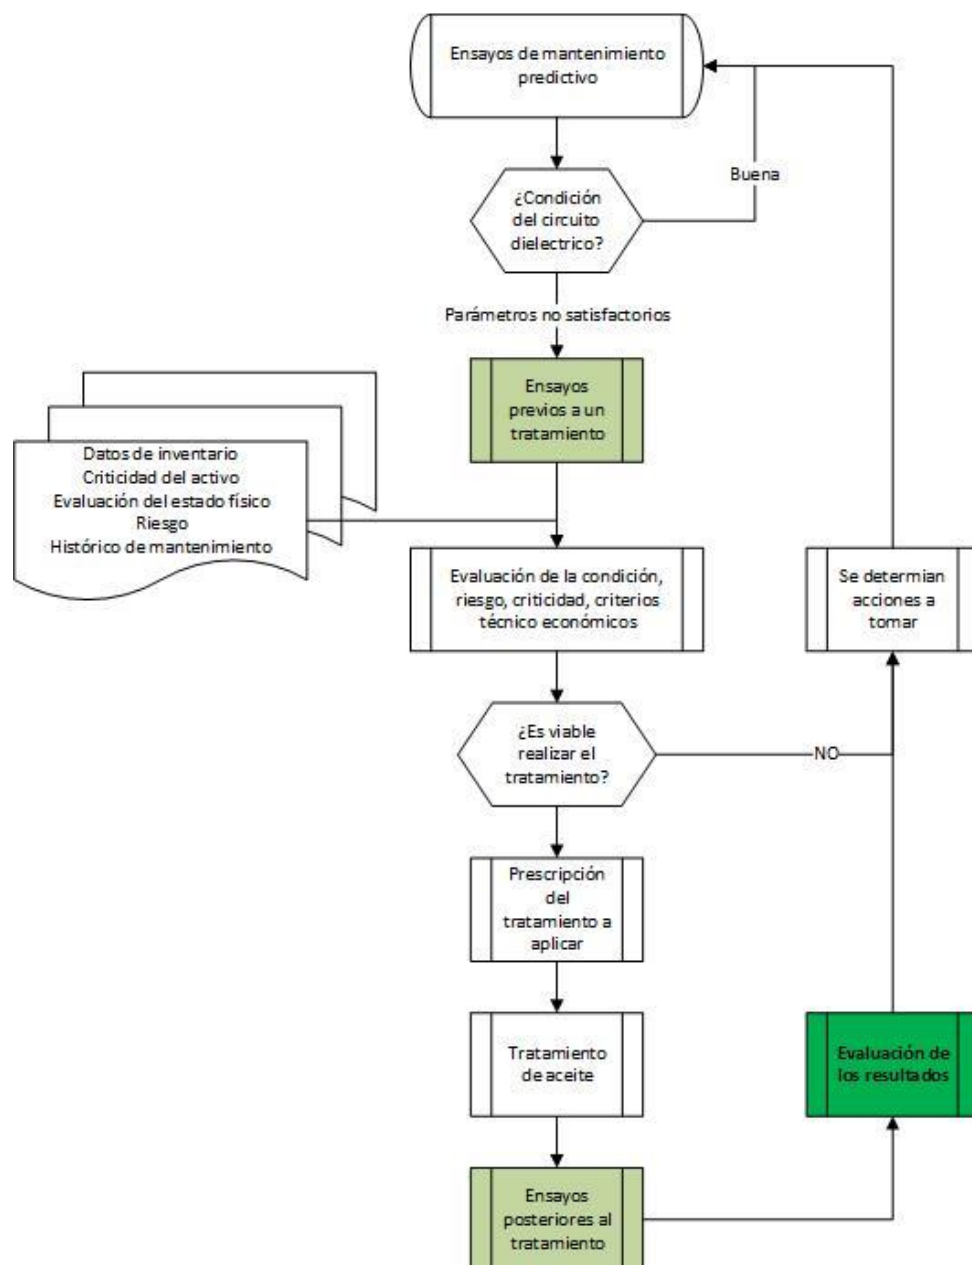 Ensayos de mantenimiento
predictivo
¿Condición
del circuito
dielectrico?
Buena
Parámetros no satisfactorios
Ensayos
previos a un
tratamiento
Datos de inventario
Criticidad del activo
Evaluación del estado físico
Riesgo
Histórico de mantenimiento
Evaluación de la condición,
riesgo, criticidad, criterios
técnico económicos
Se determian
acciones a
tomar
¿Es viable
realizar el
tratamiento?
NO
Prescripción
del
tratamiento a
aplicar
Tratamiento
de aceite
Evaluación de
los resultados
Ensayos
posteriores al
tratamiento